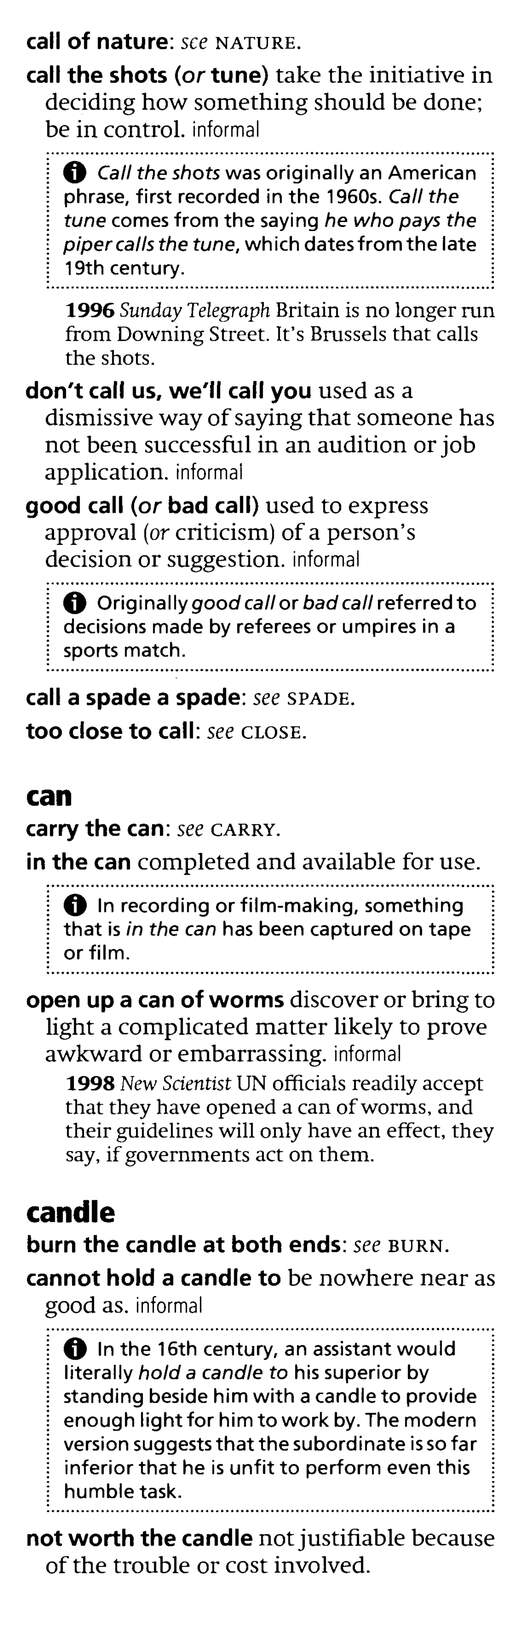 call of nature: see NATURE.
call the shots (or tune) take the initiative in
deciding how something should be done;
be in control. informal
Call the shots was originally an American
phrase, first recorded in the 1960s. Call the
tune comes from the saying he who pays the
piper calls the tune, which dates from the late
19th century.
1996 Sunday Telegraph Britain is no longer run
from Downing Street. It's Brussels that calls
the shots.
don't call us, we'll call you used as a
dismissive way of saying that someone has
not been successful in an audition or job
application. informal
good call (or bad call) used to express
approval (or criticism) of a person's
decision or suggestion. informal
Originally good call or bad call referred to
decisions made by referees or umpires in a
sports match.
call a spade a spade: see SPADE.
too close to call: see CLOSE.
can
carry the can: see CARRY.
in the can completed and available for use.
In recording or film-making, something
that is in the can has been captured on tape
or film.
open up a can of worms discover or bring to
light a complicated matter likely to prove
awkward or embarrassing. informal
1998 New Scientist UN officials readily accept
that they have opened a can of worms, and
their guidelines will only have an effect, they
say, if governments act on them.
candle
burn the candle at both ends: see BURN.
cannot hold a candle to be nowhere near as
good as. informal
In the 16th century, an assistant would
literally hold a candle to his superior by
standing beside him with a candle to provide
enough light for him to work by. The modern
version suggests that the subordinate is so far
inferior that he is unfit to perform even this
humble task.
not worth the candle not justifiable because
of the trouble or cost involved.